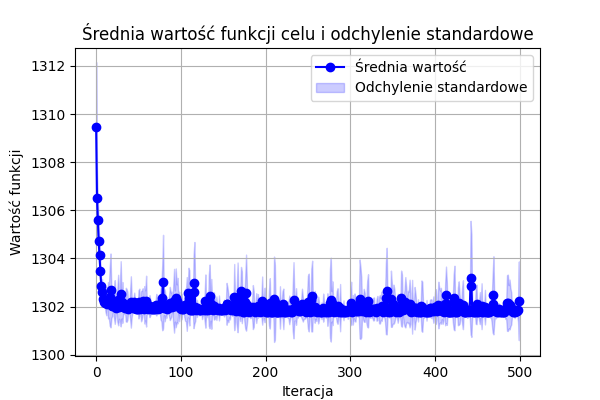 Średnia wartość funkcji celu i odchylenie standardowe
Średnia wartość
Odchylenie standardowe
Wartość funkcji
1312
1310
1308
1306
1304
1302
1300
0 100 200 300 400 500
Iteracja